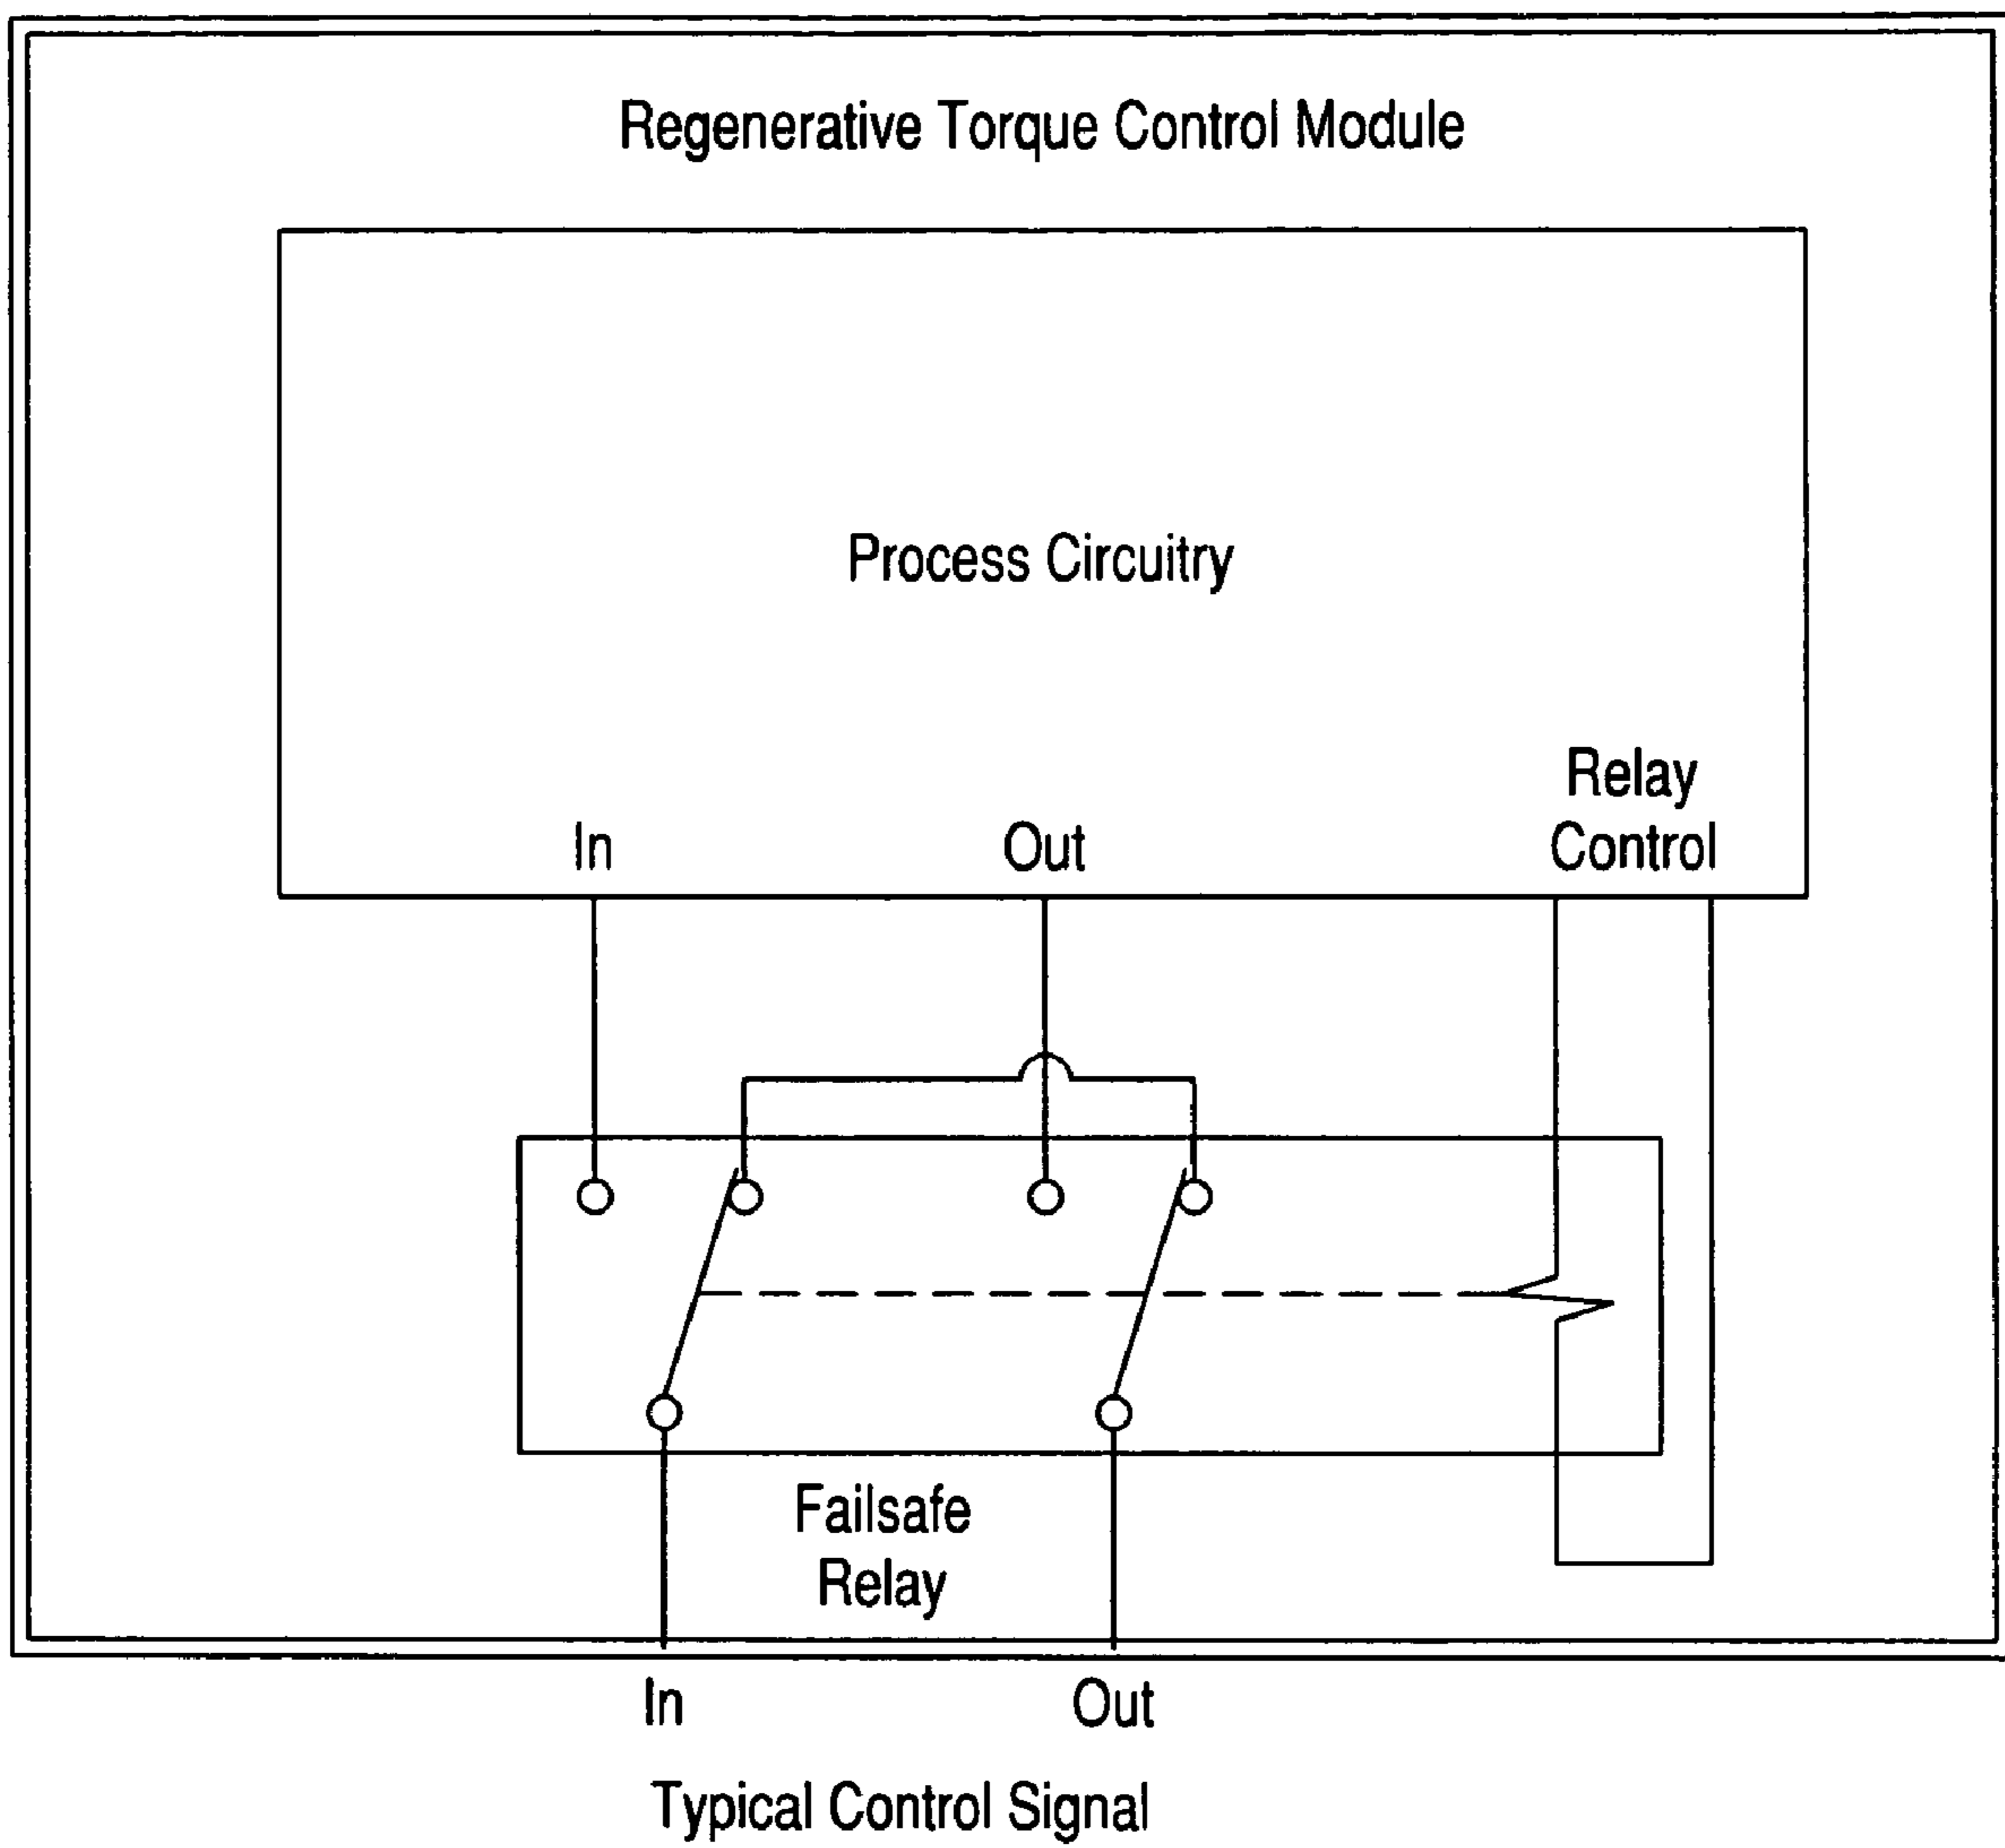 Regenerative Torque Control Module
Process Circuitry
Relay
Control
In
Out
Failsafe
Relay
In
Out
Typical Control Signal